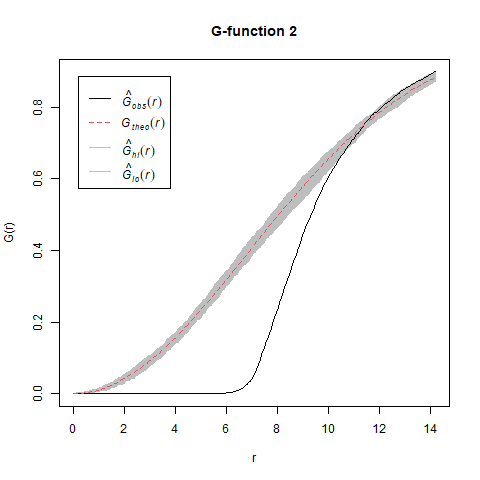 G-function 2
Ĝobs(r)
Gtheo(r)
Ĝhi(r)
Ĝlo(r)
G(r)
0.8
0.6
0.4
0.2
0.0
0 2 4 6 8 10 12 14
r